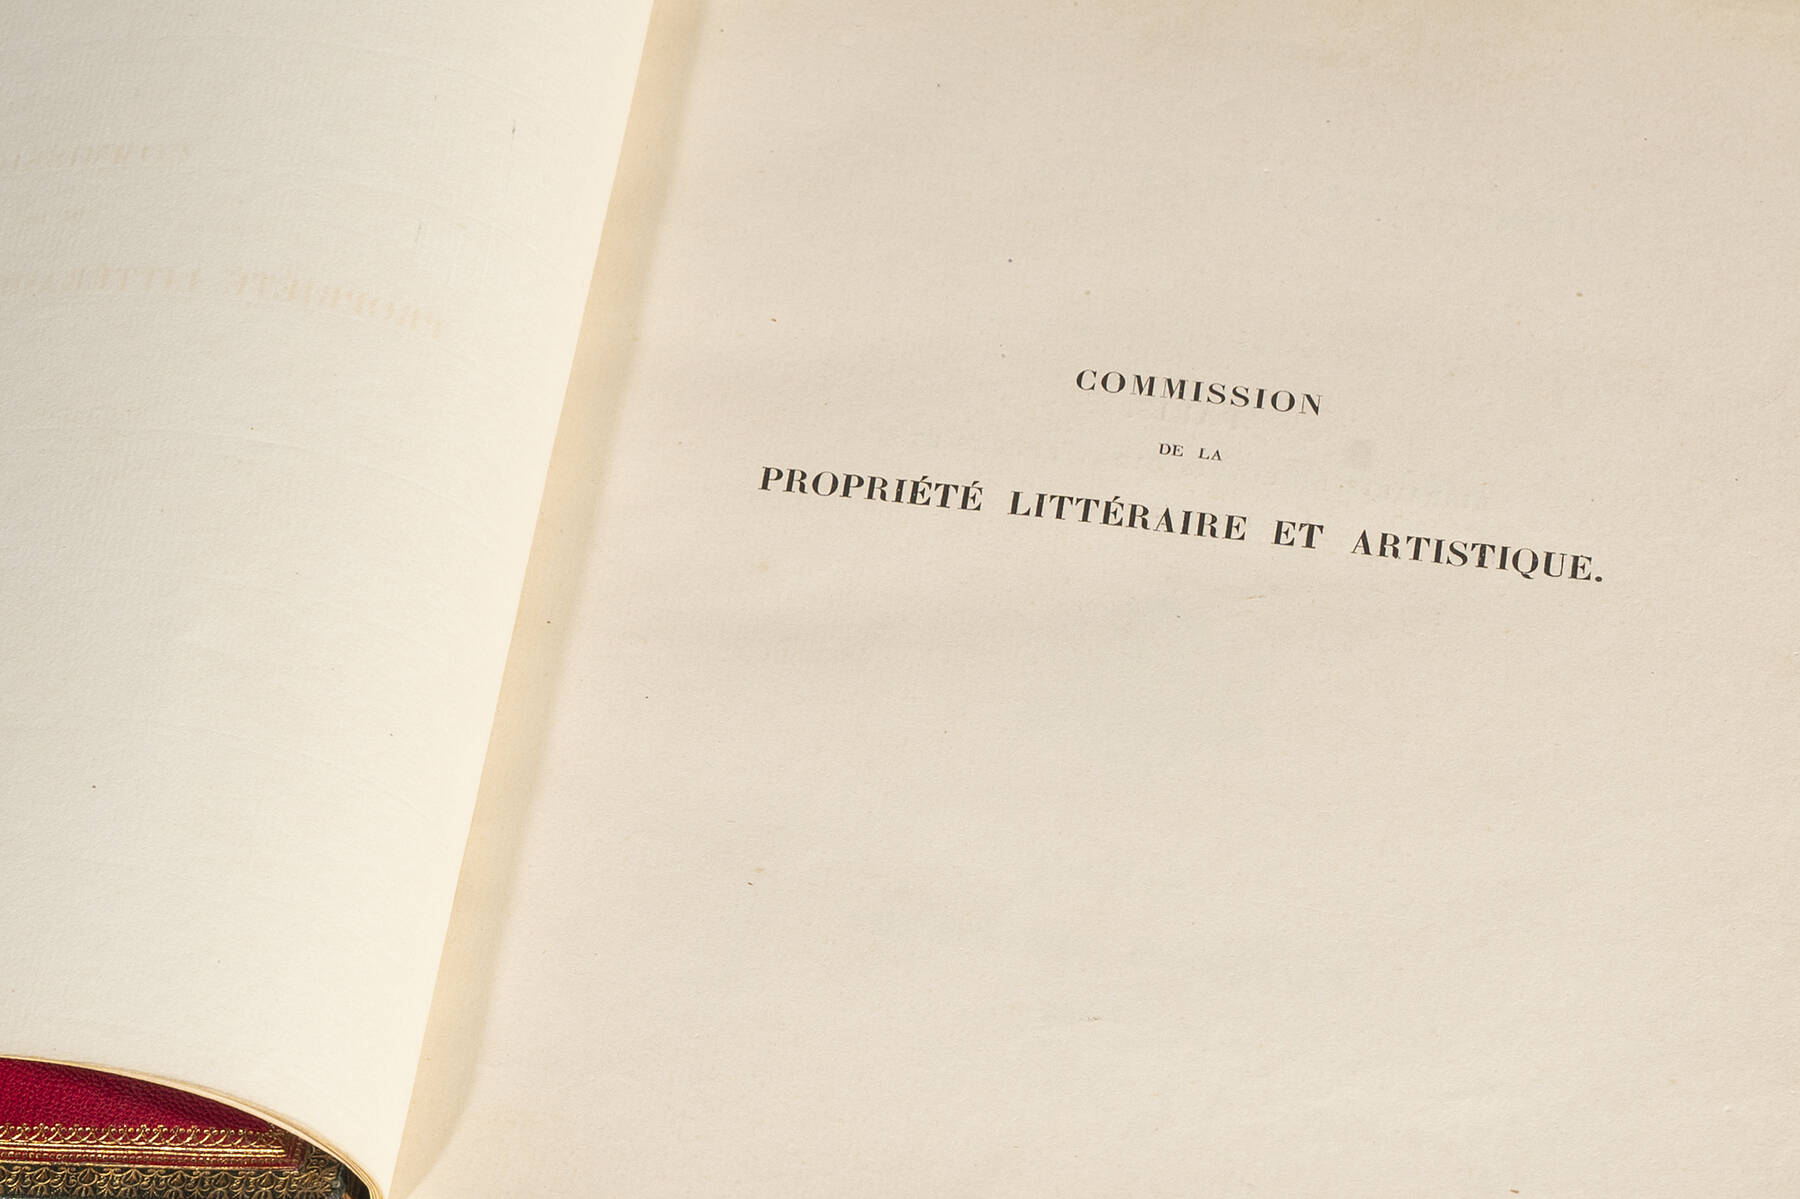 COMMISSION
DE LA
PROPRIÉTÉ LITTÉRAIRE ET ARTISTIQUE.